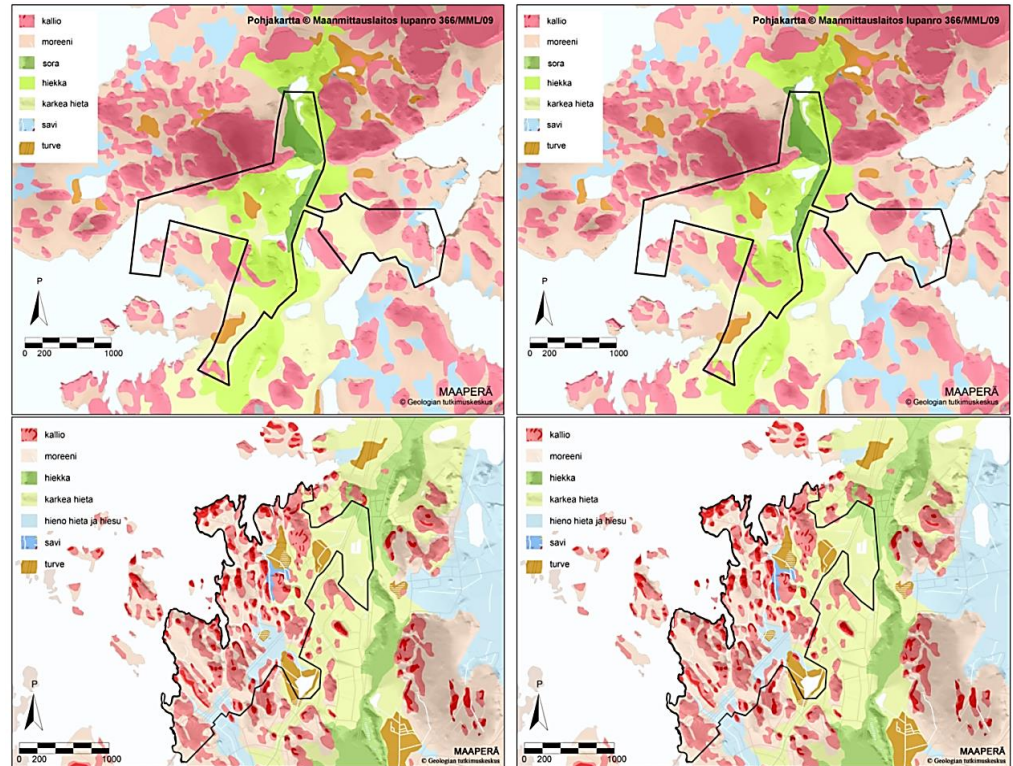 Pohjakartta © Maanmittauslaitos lupanro 366/MML/09
kallio
moreeni
sora
hiekka
karkea hieta
savi
turve
P
0 200 1000
MAAPERÄ
© Geologian tutkimuskeskus
Pohjakartta © Maanmittauslaitos lupanro 366/MML/09
kallio
moreeni
sora
hiekka
karkea hieta
savi
turve
P
0 200 1000
MAAPERÄ
© Geologian tutkimuskeskus
kallio
moreeni
hiekka
karkea hieta
hieno hieta ja hiesu
savi
turve
P
0 200 1000
MAAPERÄ
© Geologian tutkimuskeskus
kallio
moreeni
hiekka
karkea hieta
hieno hieta ja hiesu
savi
turve
P
0 200 1000
MAAPERÄ
© Geologian tutkimuskeskus